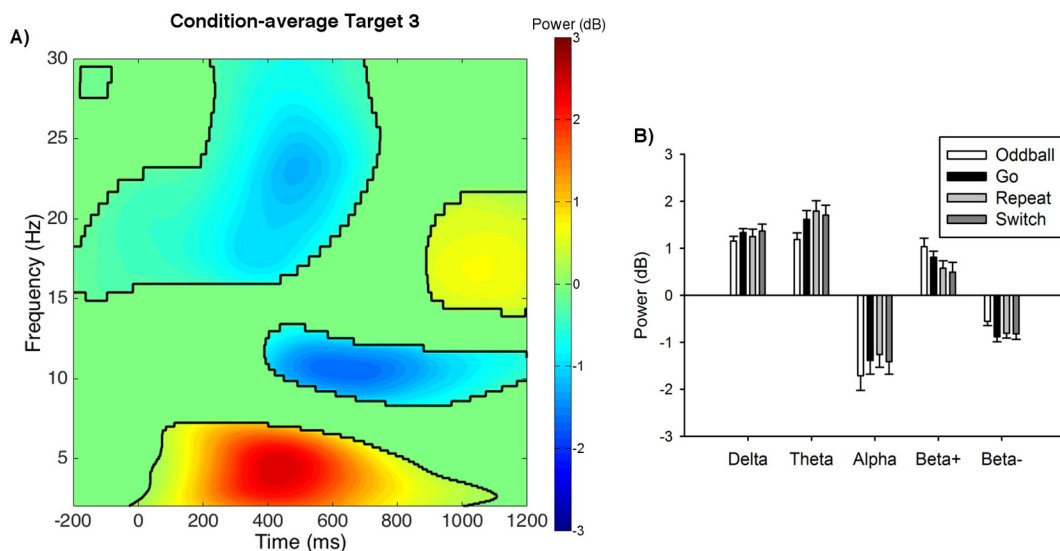 Condition-average Target 3
Power (dB)
A)
Frequency (Hz)
30
25
20
15
10
5
-200 0 200 400 600 800 1000 1200
Time (ms)
3
2
1
0
-1
-2
-3
B)
Oddball
Go
Repeat
Switch
Power (dB)
3
2
1
0
-1
-2
-3
Delta Theta Alpha Beta+ Beta-